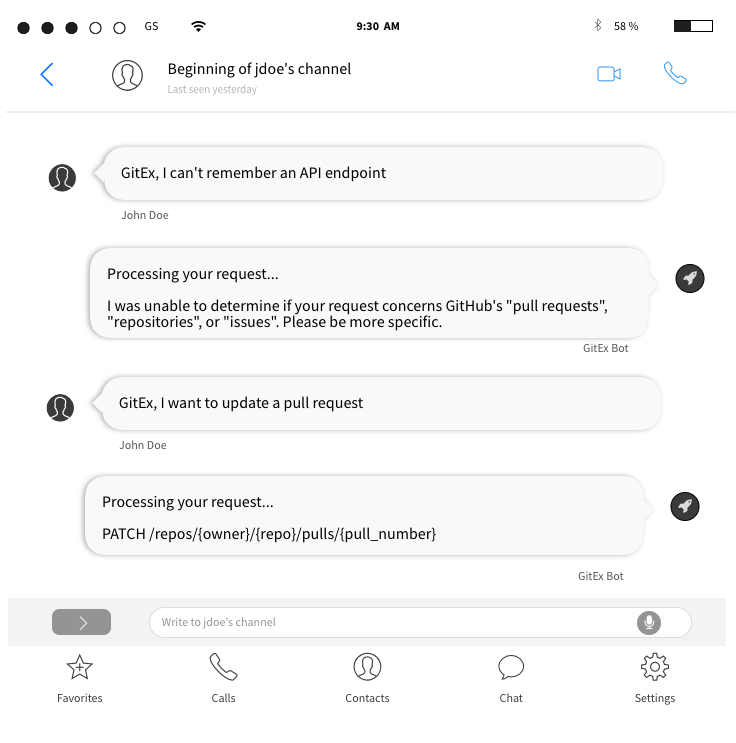 GS
9:30 AM
58 %
Beginning of jdoe's channel
Last seen yesterday
GitEx, I can't remember an API endpoint
John Doe
Processing your request...
I was unable to determine if your request concerns GitHub's "pull requests",
"repositories", or "issues". Please be more specific.
GitEx Bot
GitEx, I want to update a pull request
John Doe
Processing your request...
PATCH /repos/{owner}/{repo}/pulls/{pull_number}
GitEx Bot
Write to jdoe's channel
Favorites
Calls
Contacts
Chat
Settings